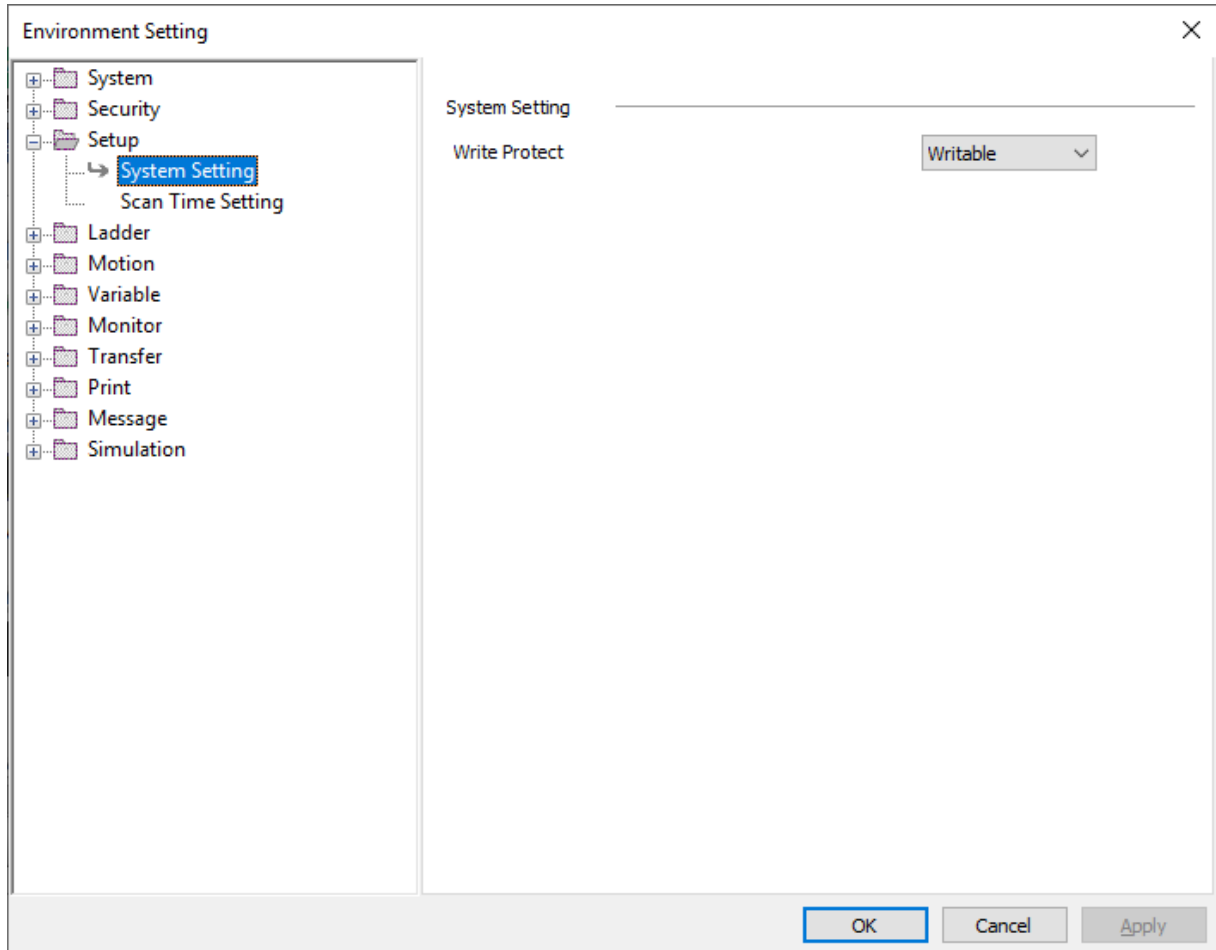 Environment Setting
System
Security
Setup
System Setting
Scan Time Setting
Ladder
Motion
Variable
Monitor
Transfer
Print
Message
Simulation
System Setting
Write Protect Writable
OK Cancel Apply